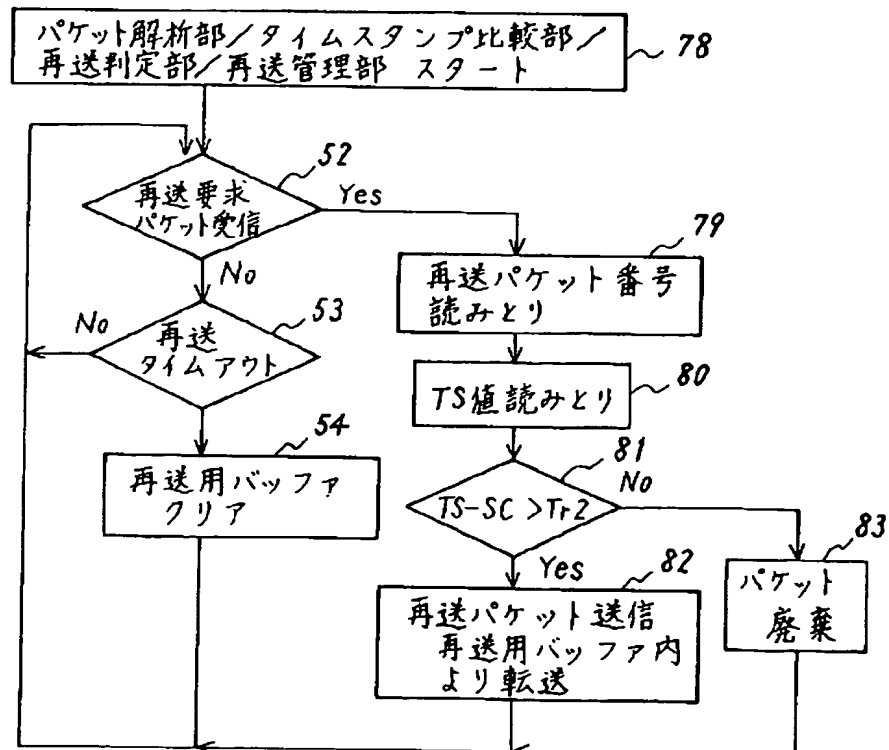 パケット解析部/タイムスタンプ比較部/
再送判定部/再送管理部 スタート
78
52
再送要求
パケット受信
Yes
No
79
再送パケット番号
読みとり
53
No
再送
タイムアウト
80
TS値読みとり
54
再送用バッファ
クリア
81
TS-SC>Tr2
No
Yes
82
再送パケット送信
再送用バッファ内
より転送
83
パケット
廃棄